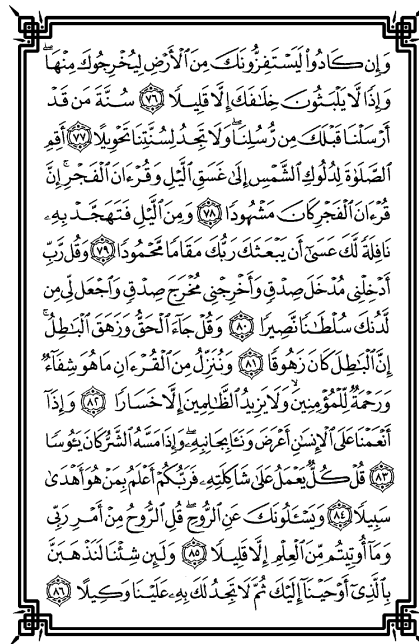 وَإِن كَادُوا۟ لَيَسْتَفِزُّونَكَ مِنَ ٱلْأَرْضِ لِيُخْرِجُوكَ مِنْهَا ۖ
وَإِذًا لَّا يَلْبَثُونَ خِلَٰفَكَ إِلَّا قَلِيلًا ٧٦ سُنَّةَ مَن قَدْ
أَرْسَلْنَا قَبْلَكَ مِن رُّسُلِنَا ۖ وَلَا تَجِدُ لِسُنَّتِنَا تَحْوِيلًا ٧٧ أَقِمِ
ٱلصَّلَوٰةَ لِدُلُوكِ ٱلشَّمْسِ إِلَىٰ غَسَقِ ٱلَّيْلِ وَقُرْءَانَ ٱلْفَجْرِ ۖ إِنَّ
قُرْءَانَ ٱلْفَجْرِ كَانَ مَشْهُودًا ٧٨ وَمِنَ ٱلَّيْلِ فَتَهَجَّدْ بِهِۦ
نَافِلَةً لَّكَ عَسَىٰٓ أَن يَبْعَثَكَ رَبُّكَ مَقَامًا مَّحْمُودًا ٧٩ وَقُل رَّبِّ
أَدْخِلْنِى مُدْخَلَ صِدْقٍ وَأَخْرِجْنِى مُخْرَجَ صِدْقٍ وَٱجْعَل لِّى مِن
لَّدُنكَ سُلْطَٰنًا نَّصِيرًا ٨٠ وَقُلْ جَآءَ ٱلْحَقُّ وَزَهَقَ ٱلْبَٰطِلُ ۚ
إِنَّ ٱلْبَٰطِلَ كَانَ زَهُوقًا ٨١ وَنُنَزِّلُ مِنَ ٱلْقُرْءَانِ مَا هُوَ شِفَآءٌ
وَرَحْمَةٌ لِّلْمُؤْمِنِينَ ۙ وَلَا يَزِيدُ ٱلظَّٰلِمِينَ إِلَّا خَسَارًا ٨٢ وَإِذَآ
أَنْعَمْنَا عَلَى ٱلْإِنسَٰنِ أَعْرَضَ وَنَـَٔا بِجَانِبِهِۦ ۖ وَإِذَا مَسَّهُ ٱلشَّرُّ كَانَ يَـُٔوسًا
٨٣ قُلْ كُلٌّ يَعْمَلُ عَلَىٰ شَاكِلَتِهِۦ فَرَبُّكُمْ أَعْلَمُ بِمَنْ هُوَ أَهْدَىٰ
سَبِيلًا ٨٤ وَيَسْـَٔلُونَكَ عَنِ ٱلرُّوحِ ۖ قُلِ ٱلرُّوحُ مِنْ أَمْرِ رَبِّى
وَمَآ أُوتِيتُم مِّنَ ٱلْعِلْمِ إِلَّا قَلِيلًا ٨٥ وَلَئِن شِئْنَا لَنَذْهَبَنَّ
بِٱلَّذِىٓ أَوْحَيْنَآ إِلَيْكَ ثُمَّ لَا تَجِدُ لَكَ بِهِۦ عَلَيْنَا وَكِيلًا ٨٦